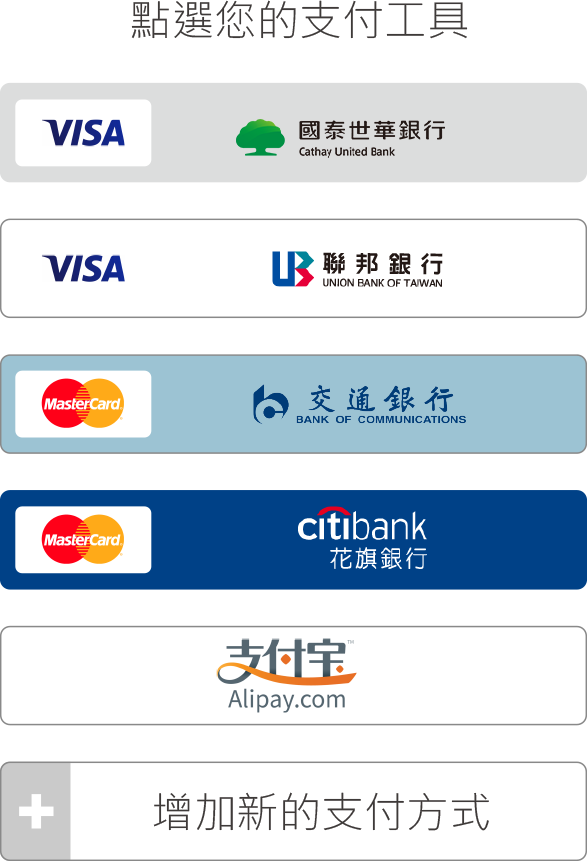 點選您的支付工具
VISA
國泰世華銀行
Cathay United Bank
VISA
聯邦銀行
UNION BANK OF TAIWAN
MasterCard.
交通銀行
BANK OF COMMUNICATIONS
MasterCard.
citibank
花旗銀行
支付宝™
Alipay.com
增加新的支付方式